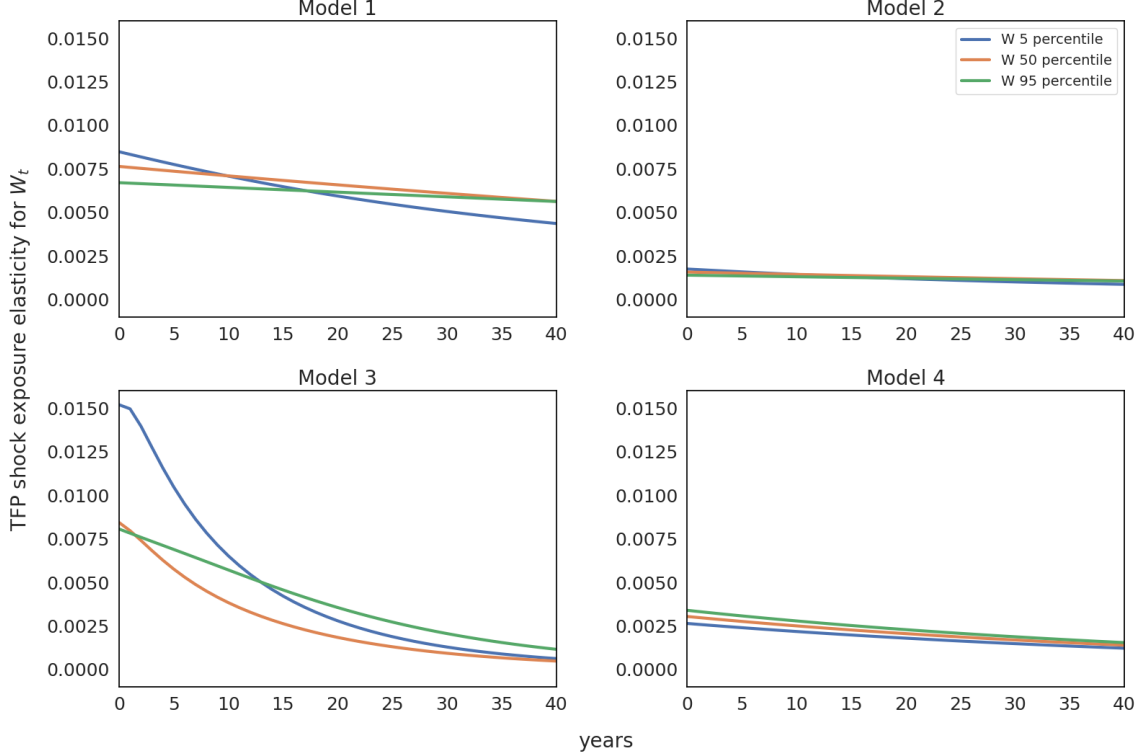 Model 1
0.0150
0.0125
0.0100
0.0075
0.0050
0.0025
0.0000
0 5 10 15 20 25 30 35 40
Model 2
W 5 percentile
W 50 percentile
W 95 percentile
0.0150
0.0125
0.0100
0.0075
0.0050
0.0025
0.0000
0 5 10 15 20 25 30 35 40
TFP shock exposure elasticity for W_t
Model 3
0.0150
0.0125
0.0100
0.0075
0.0050
0.0025
0.0000
0 5 10 15 20 25 30 35 40
Model 4
0.0150
0.0125
0.0100
0.0075
0.0050
0.0025
0.0000
0 5 10 15 20 25 30 35 40
years